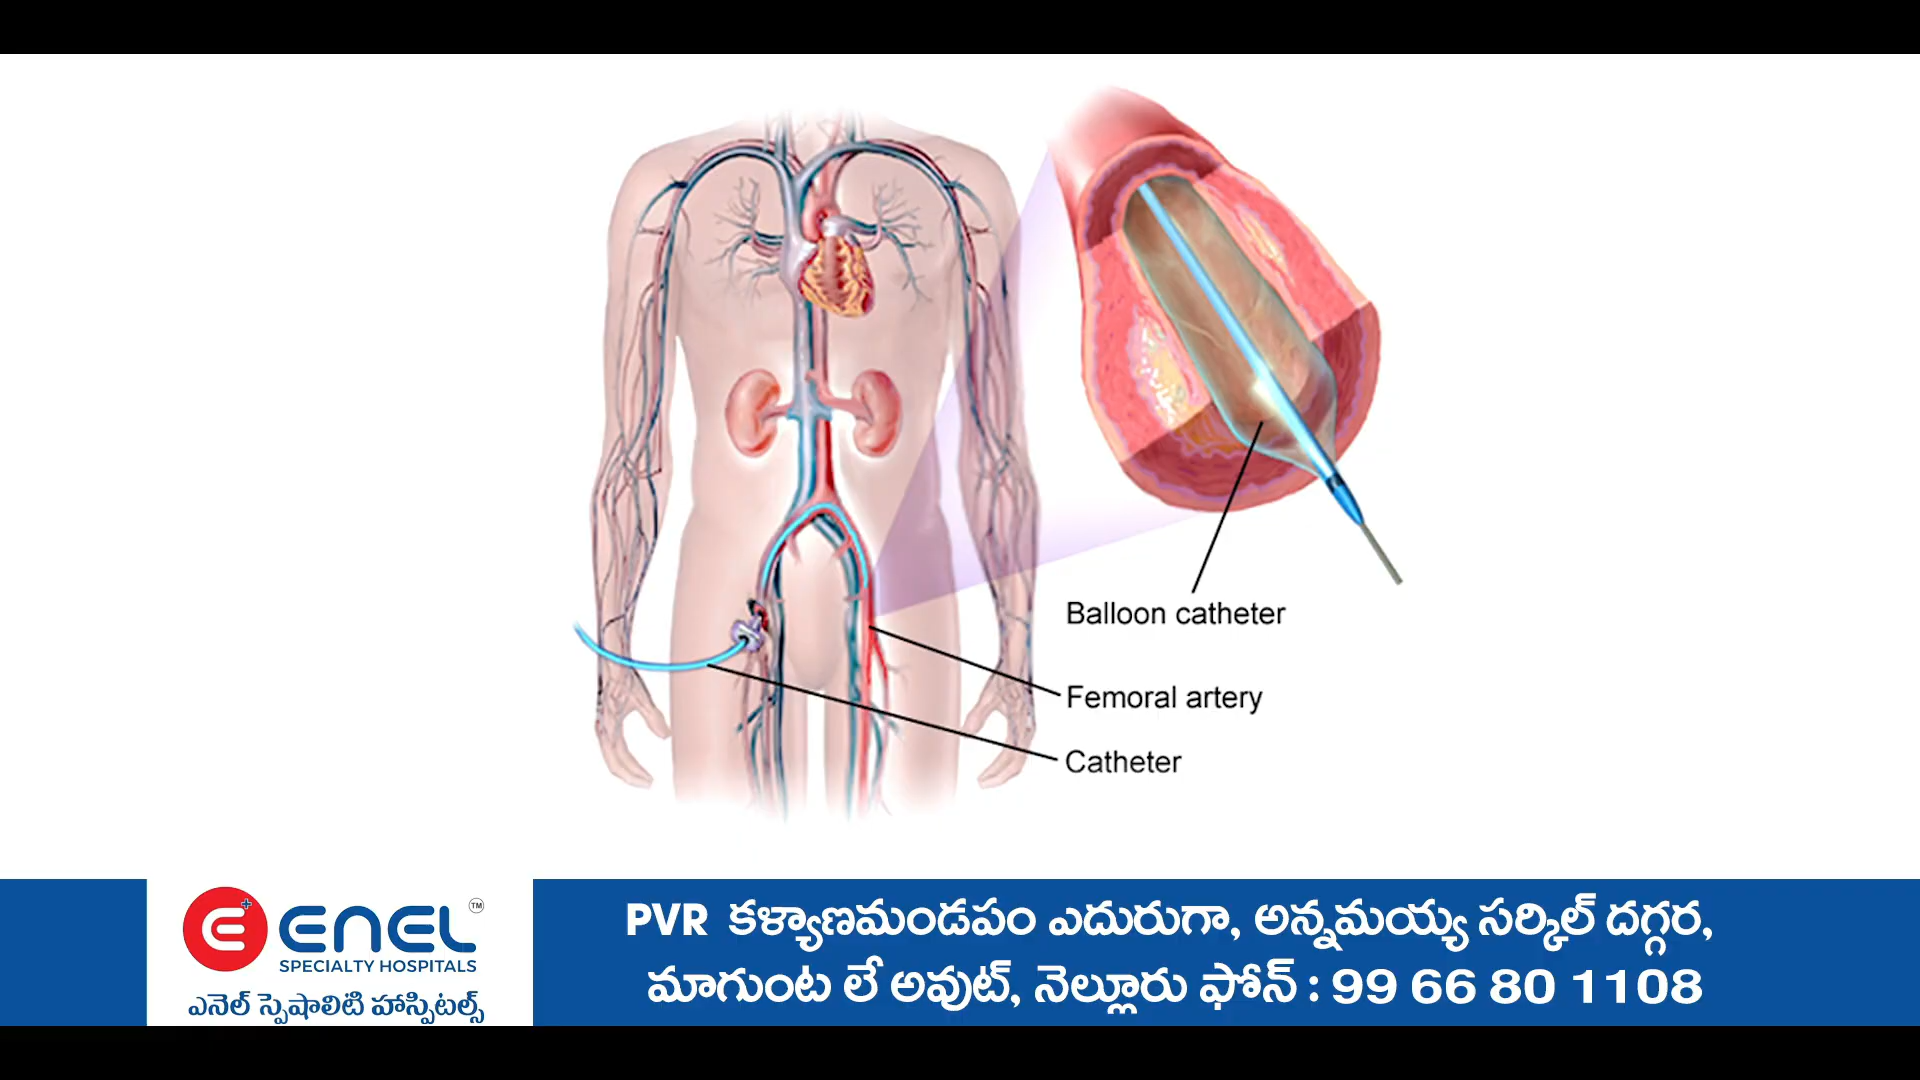 Balloon catheter
Femoral artery
Catheter
ENEL TM
SPECIALTY HOSPITALS
ఎనెల్ స్పెషాలిటి హాస్పిటల్స్
PVR కళ్యాణమండపం ఎదురుగా, అన్నమయ్య సర్కిల్ దగ్గర,
మాగుంట లే అవుట్, నెల్లూరు ఫోన్ : 99 66 80 1108